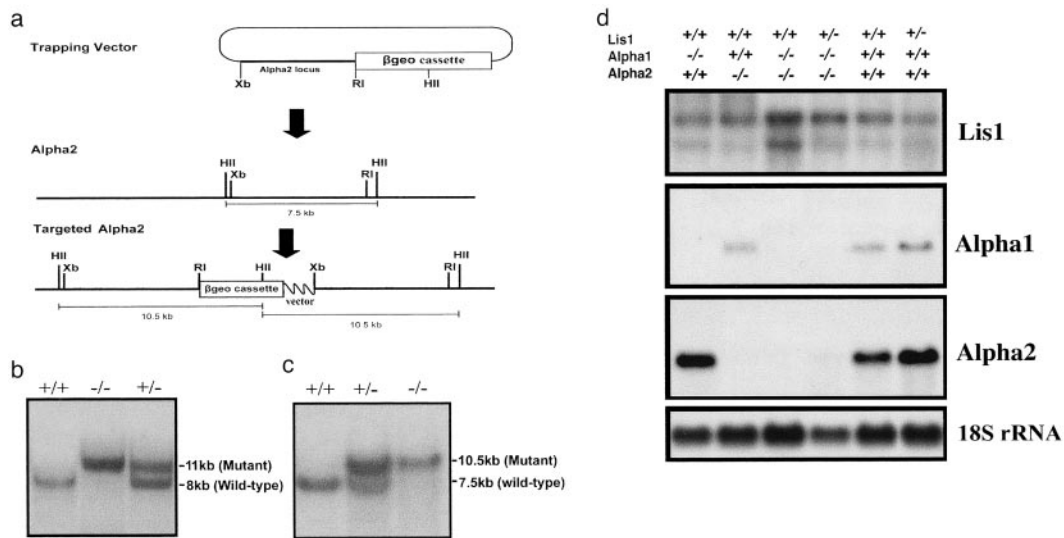 a
Trapping Vector
βgeo cassette
Alpha2 locus
Xb RI HII
Alpha2
HII HII
Xb RI
7.5 kb
Targeted Alpha2
HII HII
Xb RI HII Xb RI
βgeo cassette
vector
10.5 kb 10.5 kb
b
+/+ -/- +/-
-11kb (Mutant)
-8kb (Wild-type)
c
+/+ +/- -/-
-10.5kb (Mutant)
-7.5kb (wild-type)
d
Lis1 +/+ +/+ +/+ +/- +/+ +/-
Alpha1 -/- +/+ -/- -/- +/+ +/+
Alpha2 +/+ -/- -/- -/- +/+ +/+
Lis1
Alpha1
Alpha2
18S rRNA